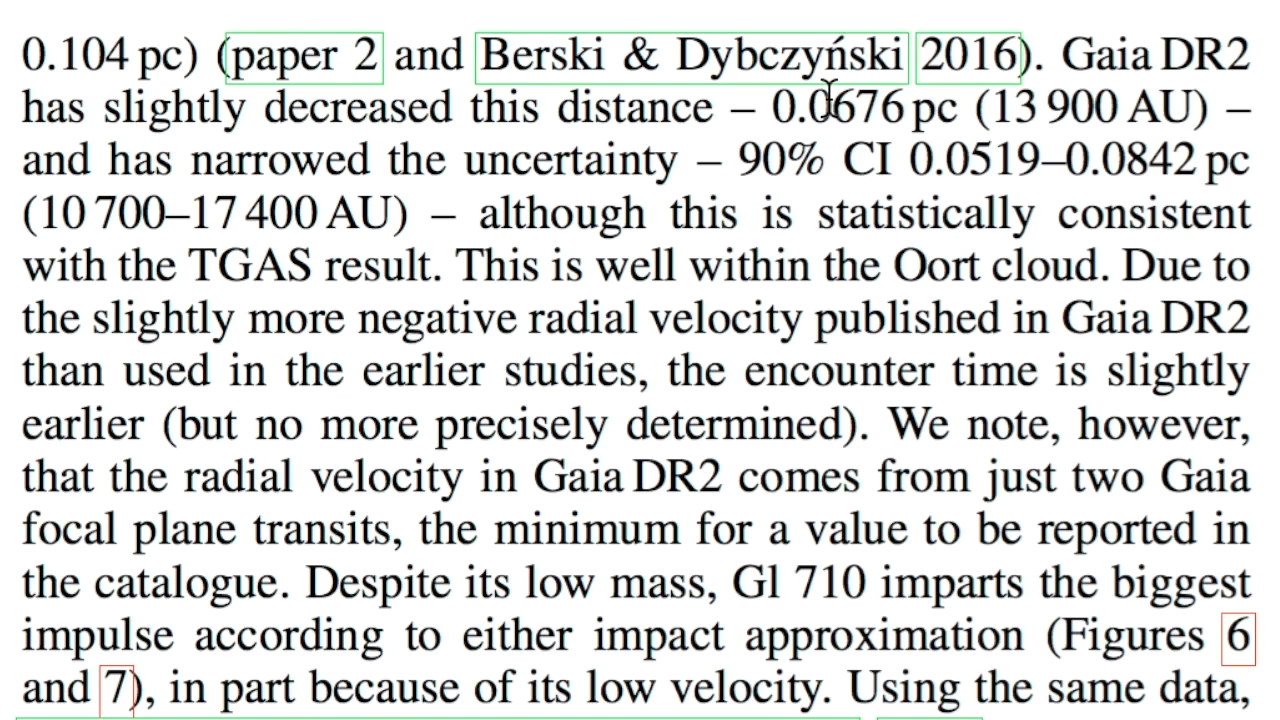 0.104 pc) (paper 2 and Berski & Dybczyński 2016). Gaia DR2
has slightly decreased this distance – 0.0676 pc (13 900 AU) –
and has narrowed the uncertainty – 90% CI 0.0519–0.0842 pc
(10 700–17 400 AU) – although this is statistically consistent
with the TGAS result. This is well within the Oort cloud. Due to
the slightly more negative radial velocity published in Gaia DR2
than used in the earlier studies, the encounter time is slightly
earlier (but no more precisely determined). We note, however,
that the radial velocity in Gaia DR2 comes from just two Gaia
focal plane transits, the minimum for a value to be reported in
the catalogue. Despite its low mass, Gl 710 imparts the biggest
impulse according to either impact approximation (Figures 6
and 7), in part because of its low velocity. Using the same data,